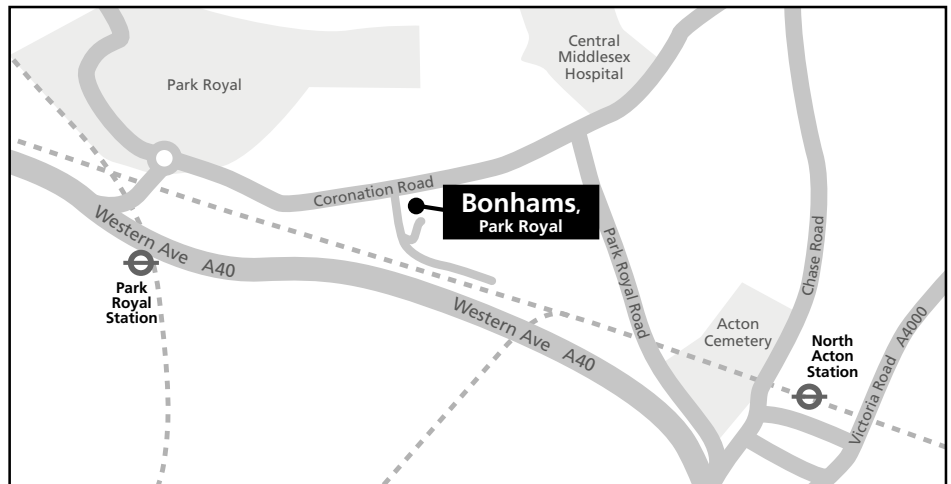 Central
Middlesex
Hospital
Park Royal
Coronation Road
Bonhams,
Park Royal
Western Ave A40
Park
Royal
Station
Park Royal Road
Chase Road
Western Ave A40
Acton
Cemetery
North
Acton
Station
Victoria Road A4000